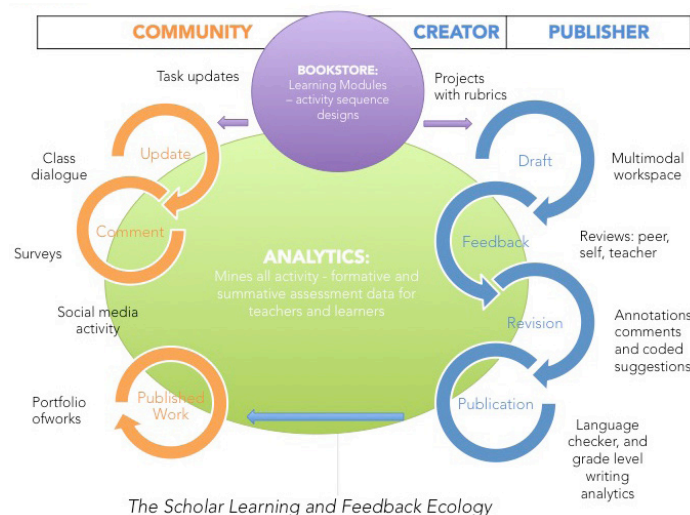 COMMUNITY
CREATOR
PUBLISHER
BOOKSTORE:
Learning Modules
– activity sequence
designs
Task updates
Projects
with rubrics
Update
Class
dialogue
Comment
Surveys
Social media
activity
Published
Work
Portfolio
ofworks
ANALYTICS:
Mines all activity - formative and
summative assessment data for
teachers and learners
Draft
Multimodal
workspace
Feedback
Reviews: peer,
self, teacher
Revision
Annotations,
comments
and coded
suggestions
Publication
Language
checker, and
grade level
writing
analytics
The Scholar Learning and Feedback Ecology